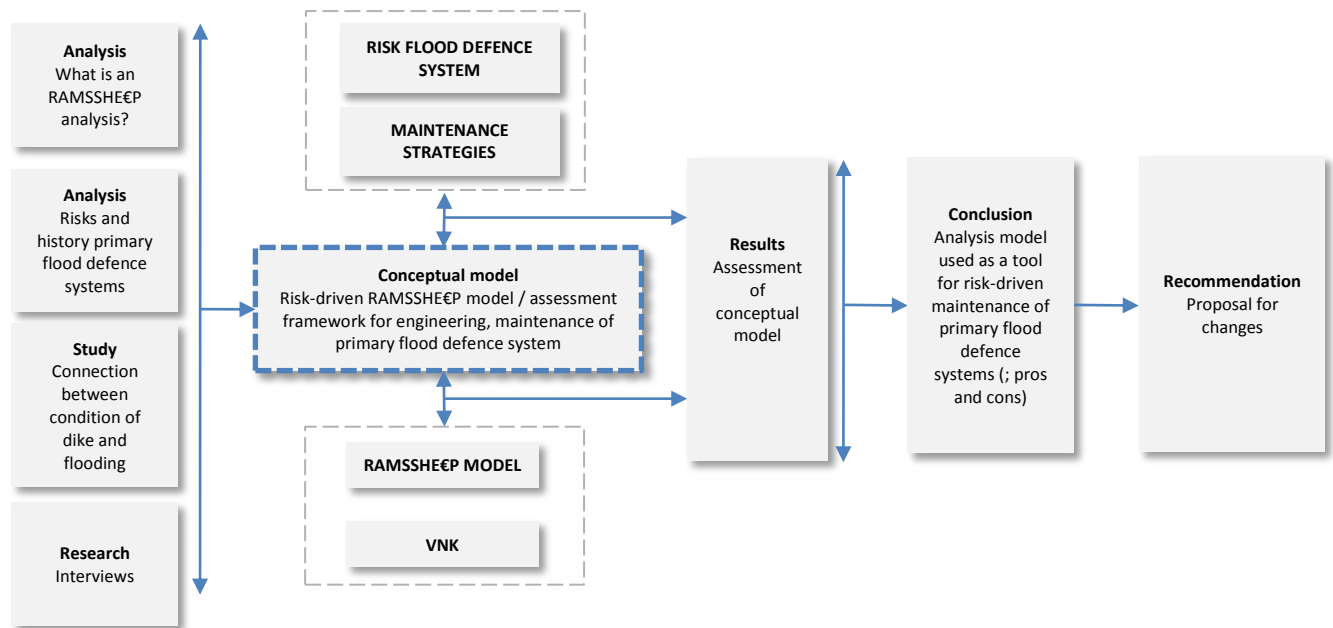 Analysis
What is an
RAMSSHE€P
analysis?
Analysis
Risks and
history primary
flood defence
systems
Study
Connection
between
condition of
dike and
flooding
Research
Interviews
RISK FLOOD DEFENCE
SYSTEM
MAINTENANCE
STRATEGIES
Conceptual model
Risk-driven RAMSSHE€P model / assessment
framework for engineering, maintenance of
primary flood defence system
RAMSSHE€P MODEL
VNK
Results
Assessment
of
conceptual
model
Conclusion
Analysis model
used as a tool
for risk-driven
maintenance of
primary flood
defence
systems (; pros
and cons)
Recommendation
Proposal for
changes